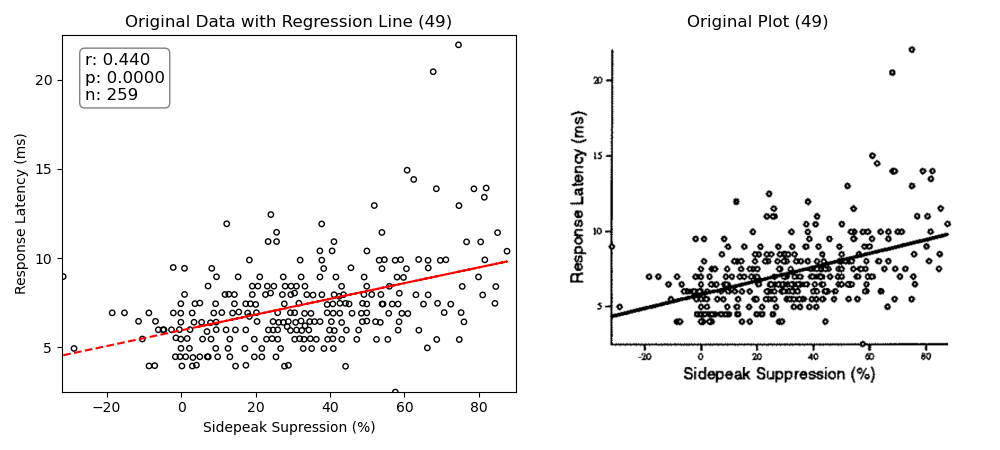 Original Data with Regression Line (49)
r: 0.440
p: 0.0000
n: 259
20
15
10
5
Response Latency (ms)
−20
0
20
40
60
80
Sidepeak Supression (%)
Original Plot (49)
20
15
10
5
Response Latency (ms)
-20
0
20
40
60
80
Sidepeak Suppression (%)